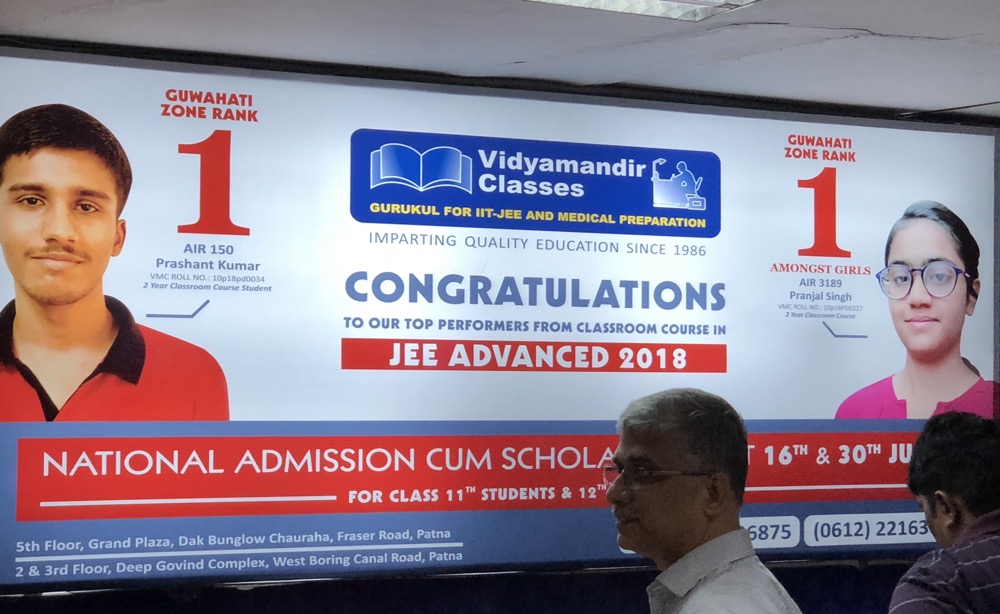 GUWAHATI
ZONE RANK
1
AIR 150
Prashant Kumar
VMC ROLL NO.: 10p18pd0034
2 Year Classroom Course Student
Vidyamandir
Classes
GURUKUL FOR IIT-JEE AND MEDICAL PREPARATION
IMPARTING QUALITY EDUCATION SINCE 1986
CONGRATULATIONS
TO OUR TOP PERFORMERS FROM CLASSROOM COURSE IN
JEE ADVANCED 2018
GUWAHATI
ZONE RANK
1
AMONGST GIRLS
AIR 3189
Pranjal Singh
VMC ROLL NO.: 10p18PD0227
2 Year Classroom Course
NATIONAL ADMISSION CUM SCHOLA T 16TH & 30TH JU
FOR CLASS 11TH STUDENTS & 12TH
5th Floor, Grand Plaza, Dak Bunglow Chauraha, Fraser Road, Patna
2 & 3rd Floor, Deep Govind Complex, West Boring Canal Road, Patna
6875 (0612) 22163